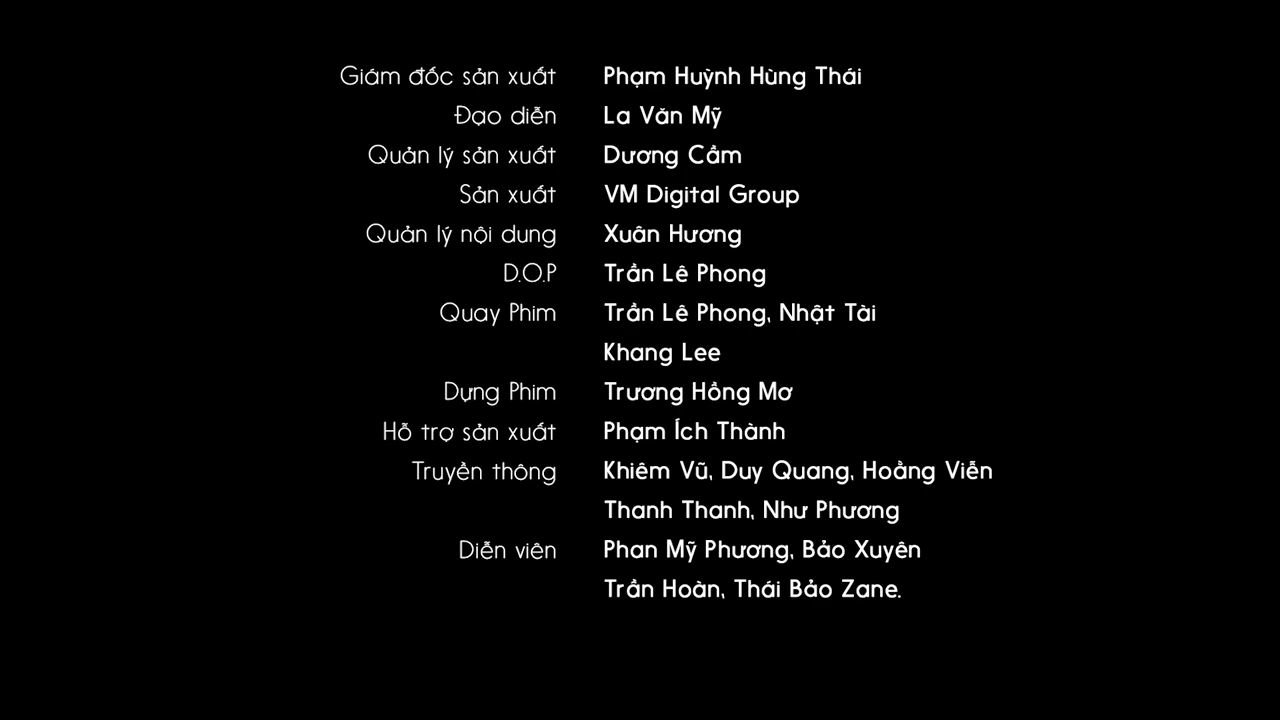 Giám đốc sản xuất Phạm Huỳnh Hùng Thái
Đạo diễn La Văn Mỹ
Quản lý sản xuất Dương Cầm
Sản xuất VM Digital Group
Quản lý nội dung Xuân Hương
D.O.P Trần Lê Phong
Quay Phim Trần Lê Phong, Nhật Tài
Khang Lee
Dựng Phim Trương Hồng Mơ
Hỗ trợ sản xuất Phạm Ích Thành
Truyền thông Khiêm Vũ, Duy Quang, Hoằng Viễn
Thanh Thanh, Như Phương
Diễn viên Phan Mỹ Phương, Bảo Xuyên
Trần Hoàn, Thái Bảo Zane.